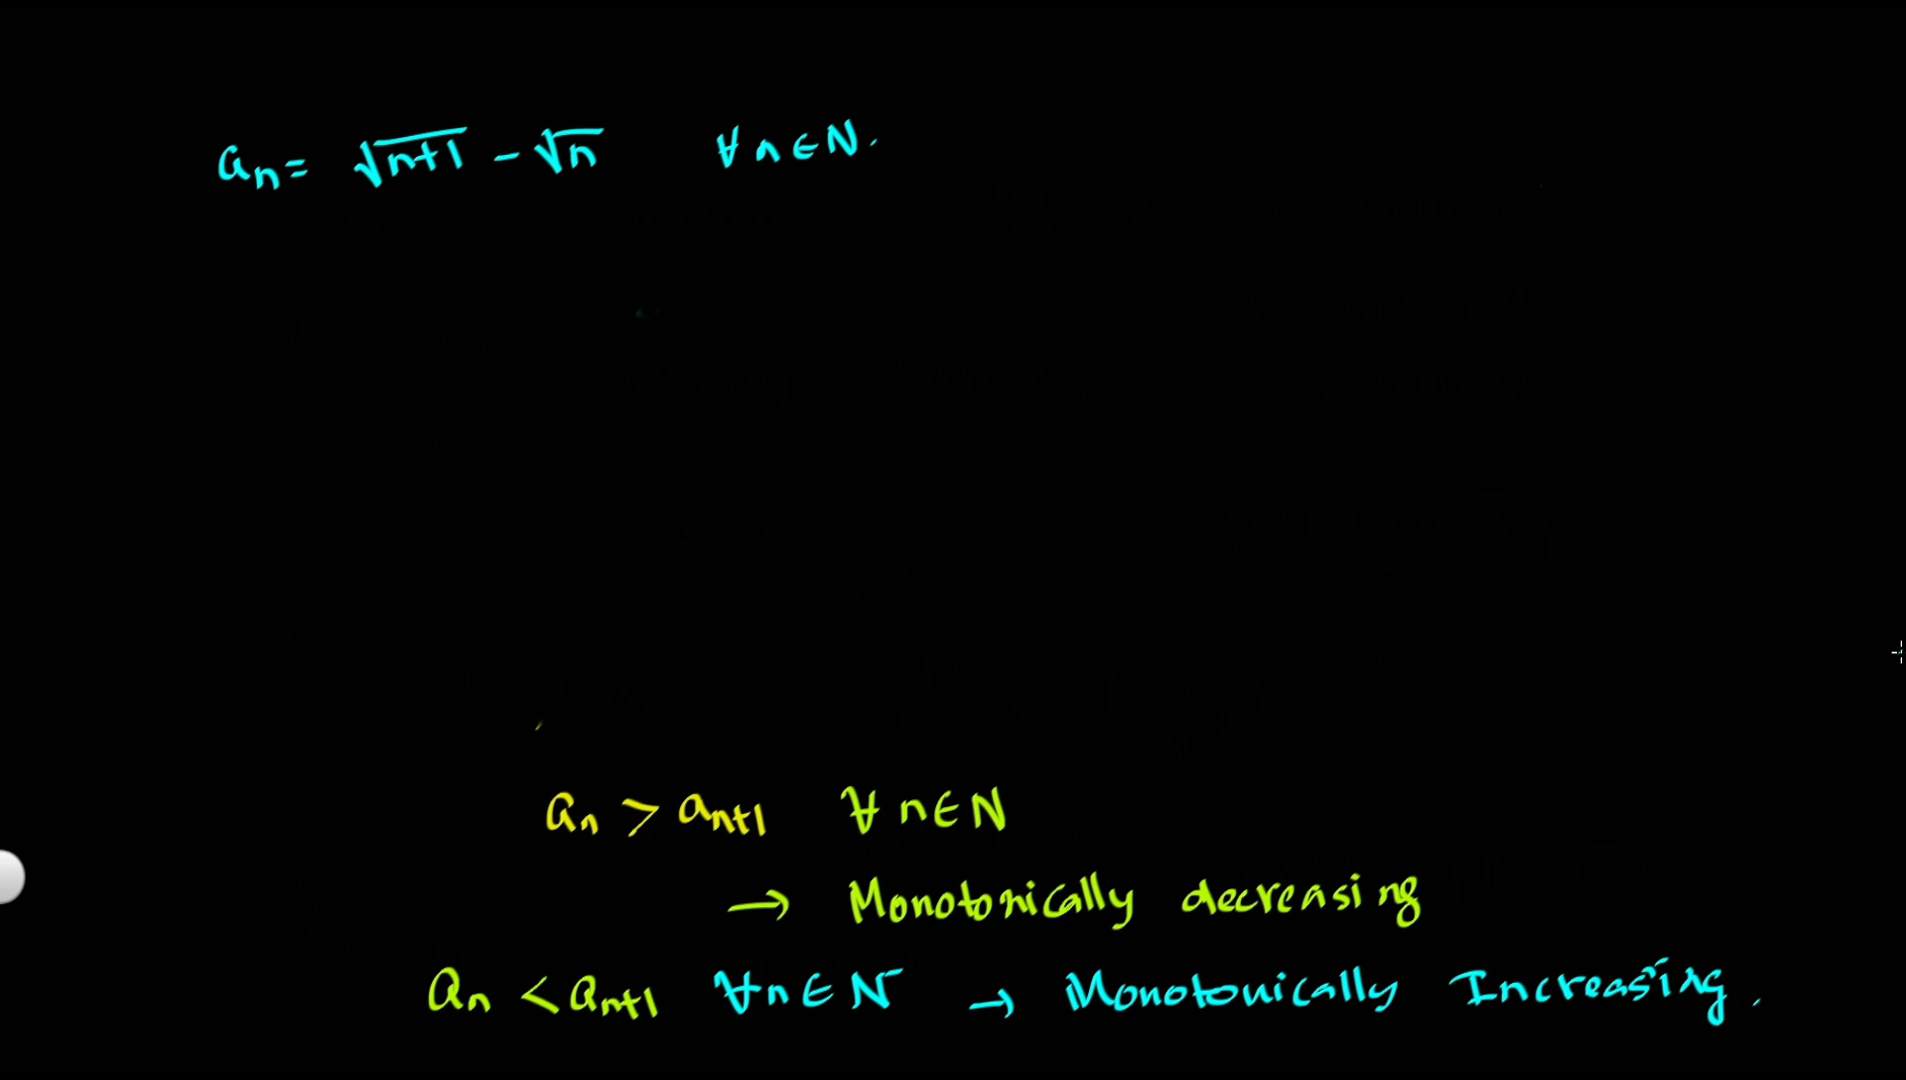 aₙ = √(n+1) - √n ∀ n ∈ N.
aₙ > aₙ₊₁ ∀ n ∈ N
→ Monotonically decreasing
aₙ < aₙ₊₁ ∀ n ∈ N → Monotonically Increasing.